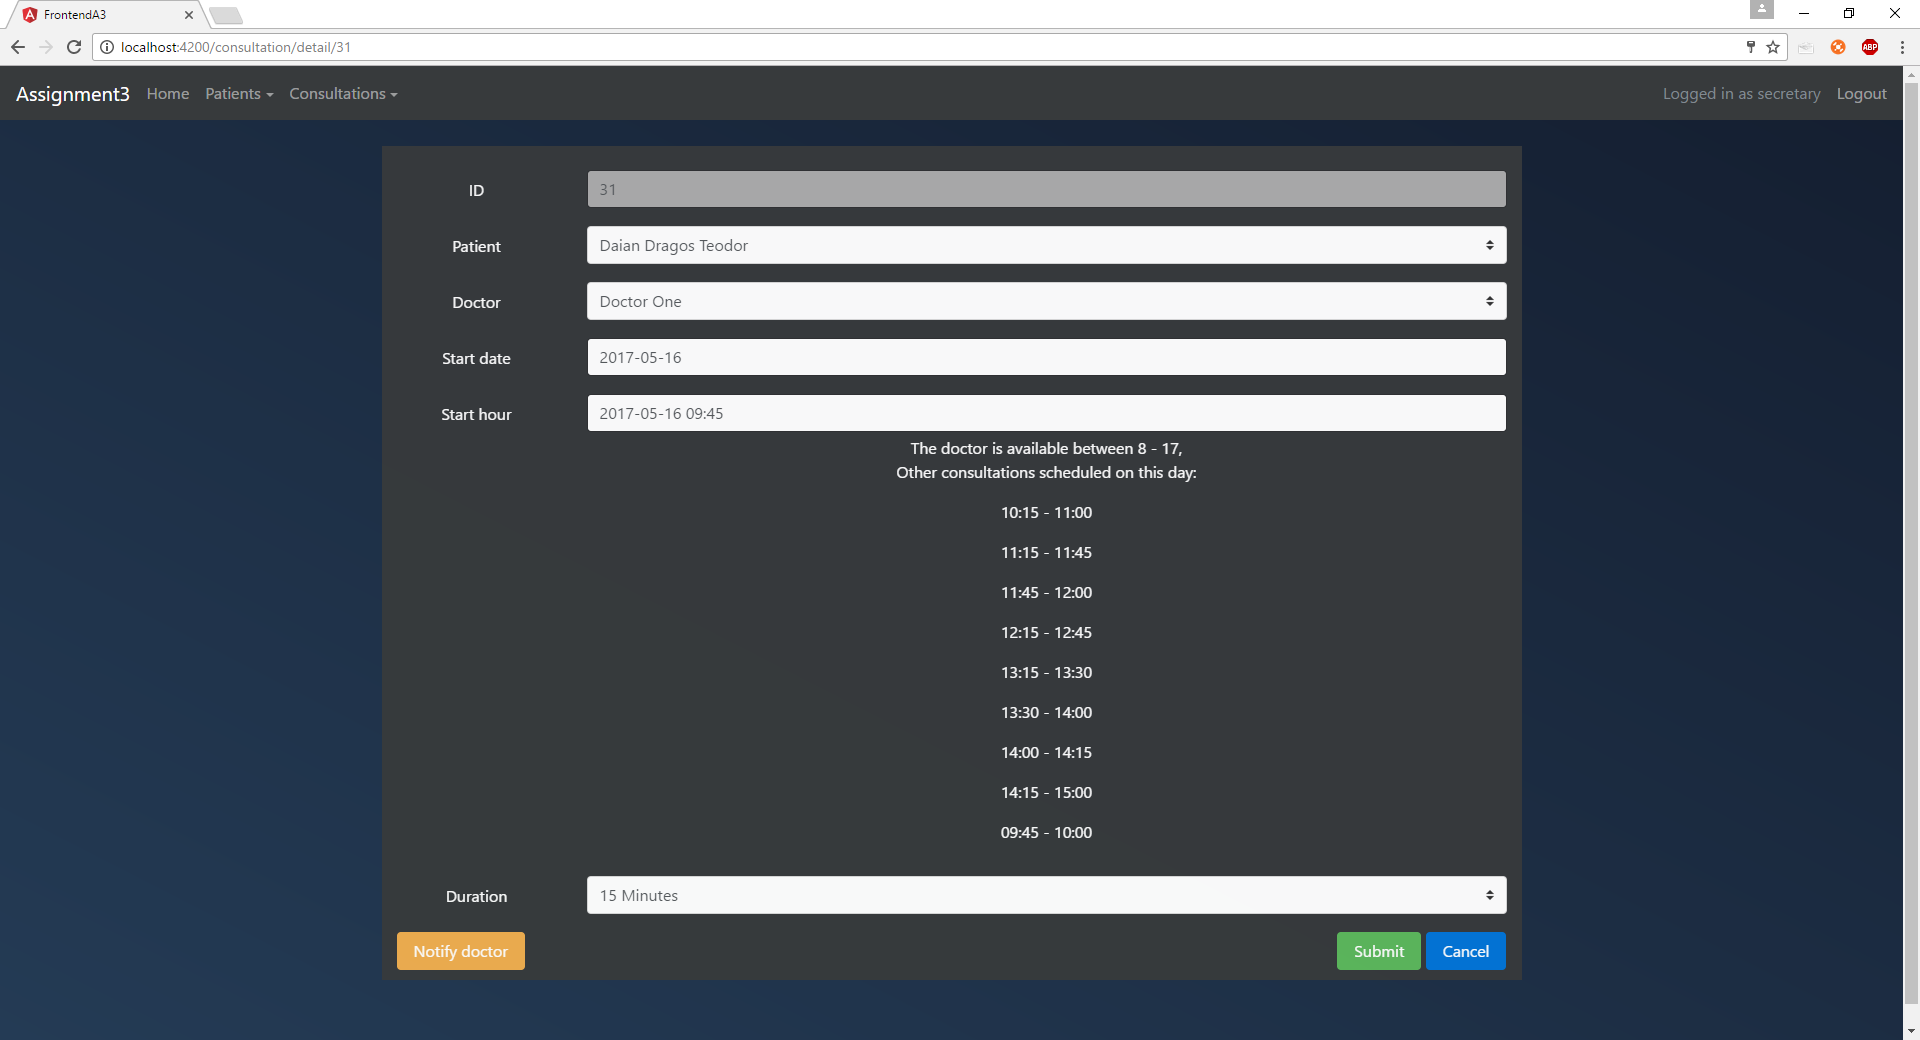 FrontendA3
localhost:4200/consultation/detail/31
ABP
Assignment3 Home Patients Consultations Logged in as secretary Logout
ID 31
Patient Daian Dragos Teodor
Doctor Doctor One
Start date 2017-05-16
Start hour 2017-05-16 09:45
The doctor is available between 8 - 17,
Other consultations scheduled on this day:
10:15 - 11:00
11:15 - 11:45
11:45 - 12:00
12:15 - 12:45
13:15 - 13:30
13:30 - 14:00
14:00 - 14:15
14:15 - 15:00
09:45 - 10:00
Duration 15 Minutes
Notify doctor Submit Cancel